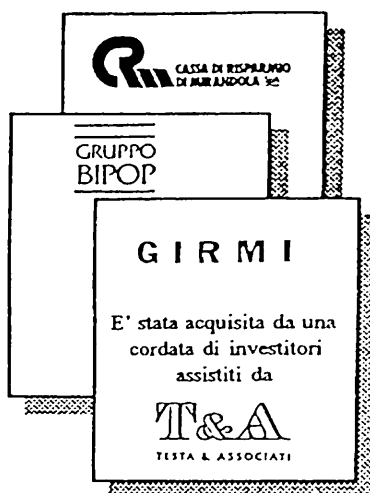 CRM CASSA DI RISPARMIO
DI MIRANDOLA
GRUPPO
BIPOP
GIRMI
E' stata acquisita da una
cordata di investitori
assistiti da
T&A
TESTA & ASSOCIATI